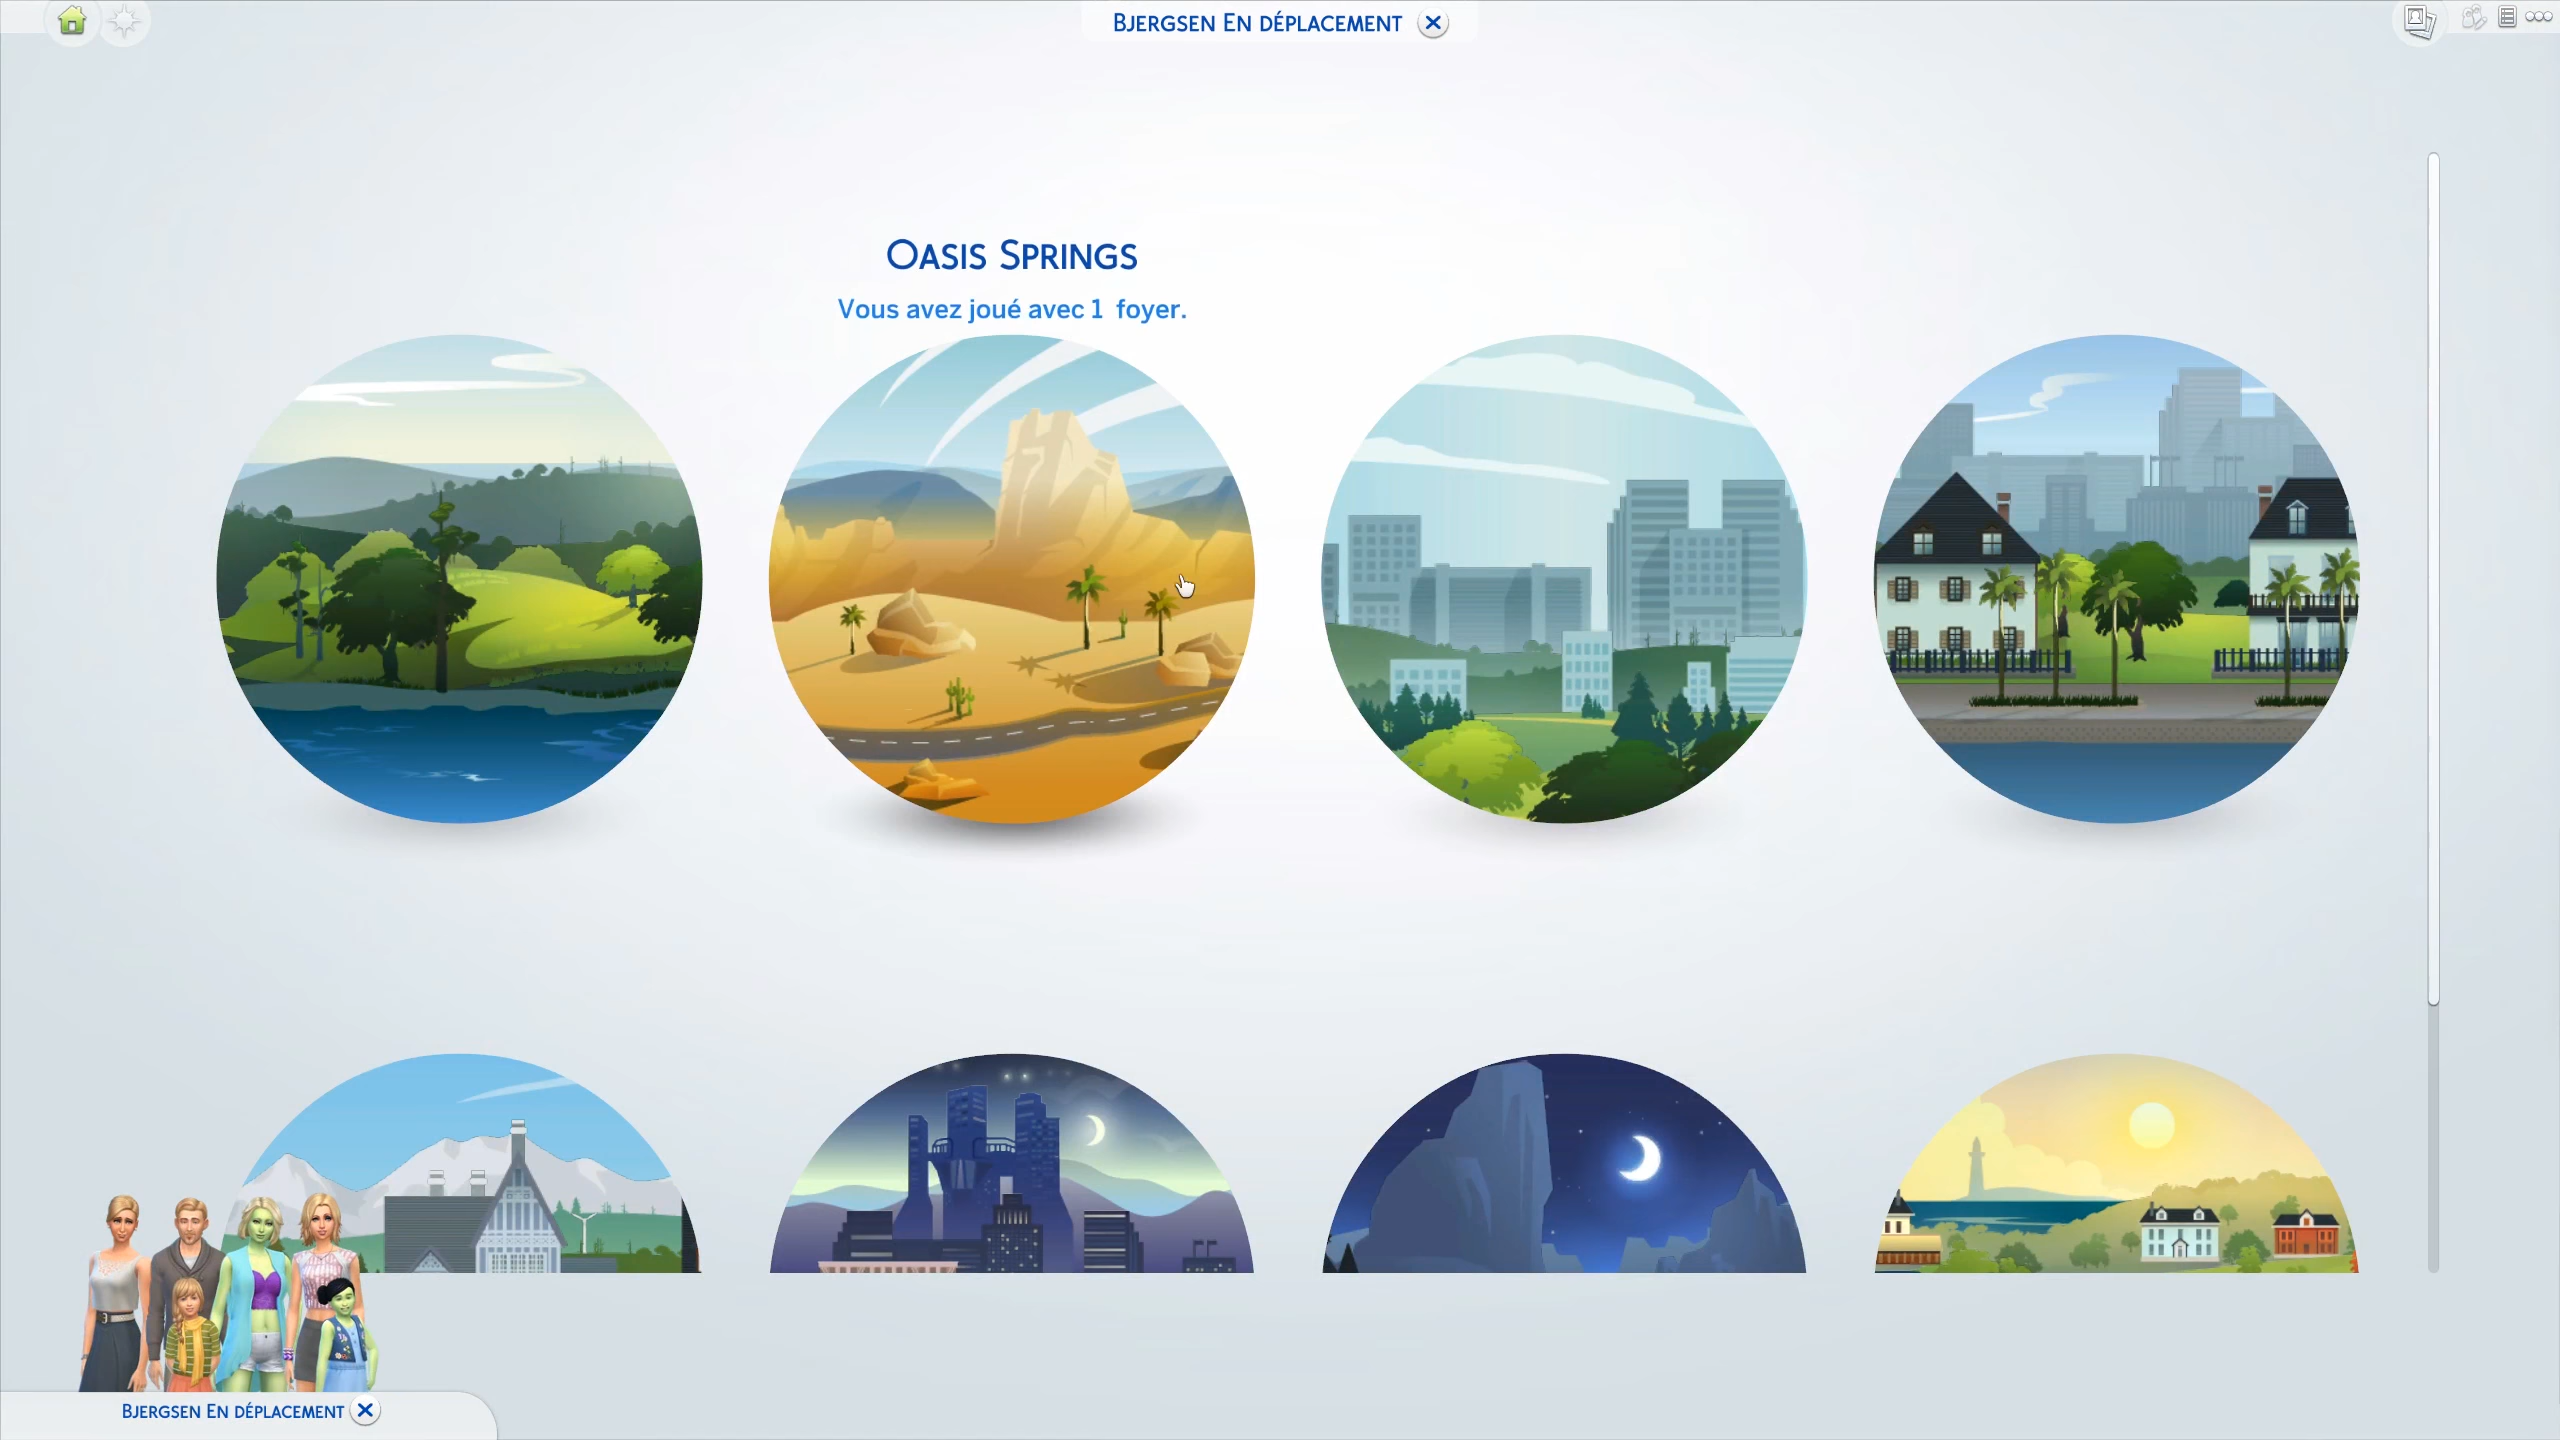 Bjergsen En déplacement
Oasis Springs
Vous avez joué avec 1 foyer.
Bjergsen En déplacement